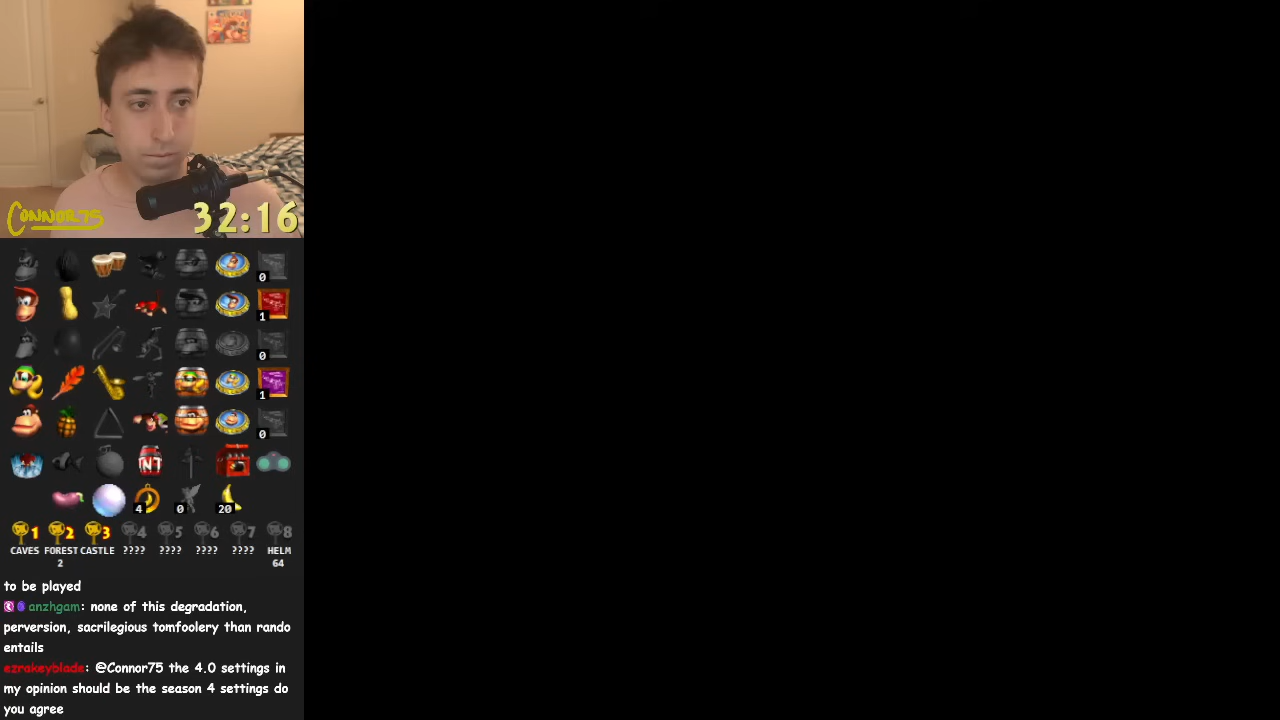 CONNOR75
32:16
0
1
0
1
0
NT
4
0
20
1 2 3 4 5 6 7 8
CAVES FOREST CASTLE ???? ???? ???? ???? HELM
2 64
to be played
anzhgam: none of this degradation,
perversion, sacrilegious tomfoolery than rando
entails
ezrakeyblade: @Connor75 the 4.0 settings in
my opinion should be the season 4 settings do
you agree